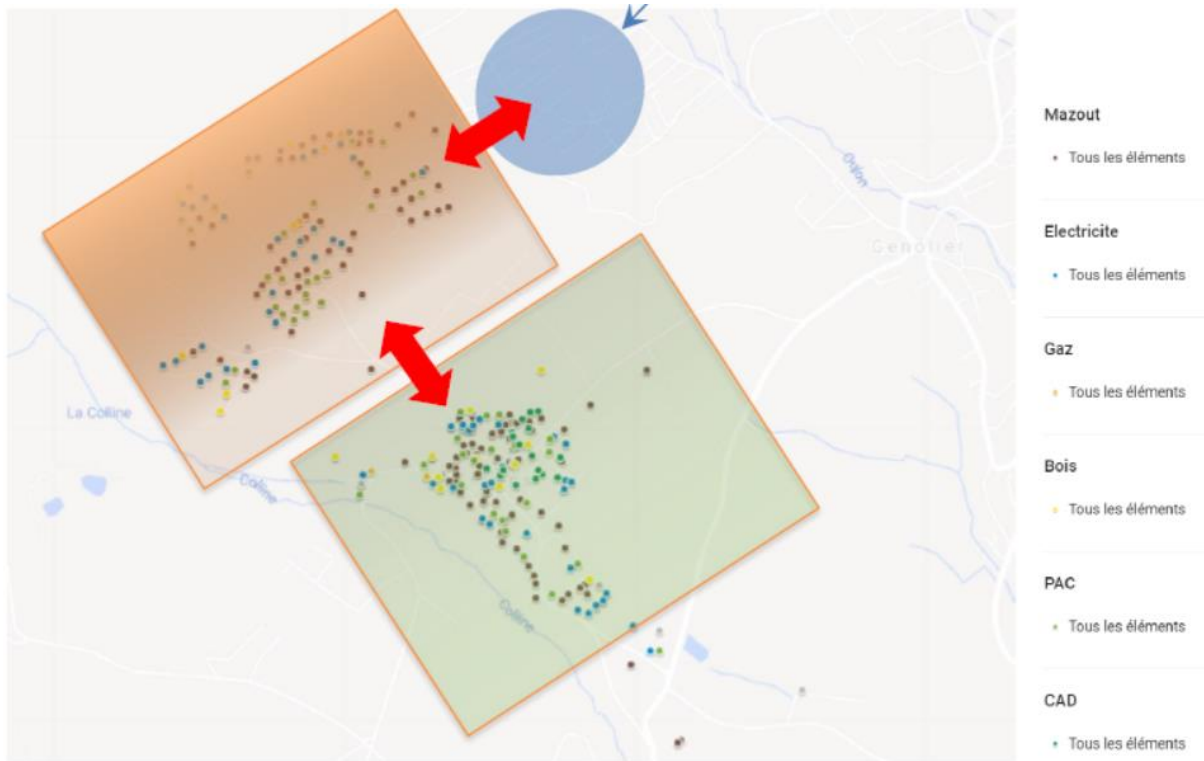 Mazout
Tous les éléments
Electricite
Tous les éléments
Gaz
Tous les éléments
Bois
Tous les éléments
PAC
Tous les éléments
CAD
Tous les éléments
Oujon
Genolier
La Colline
Colline
Colline